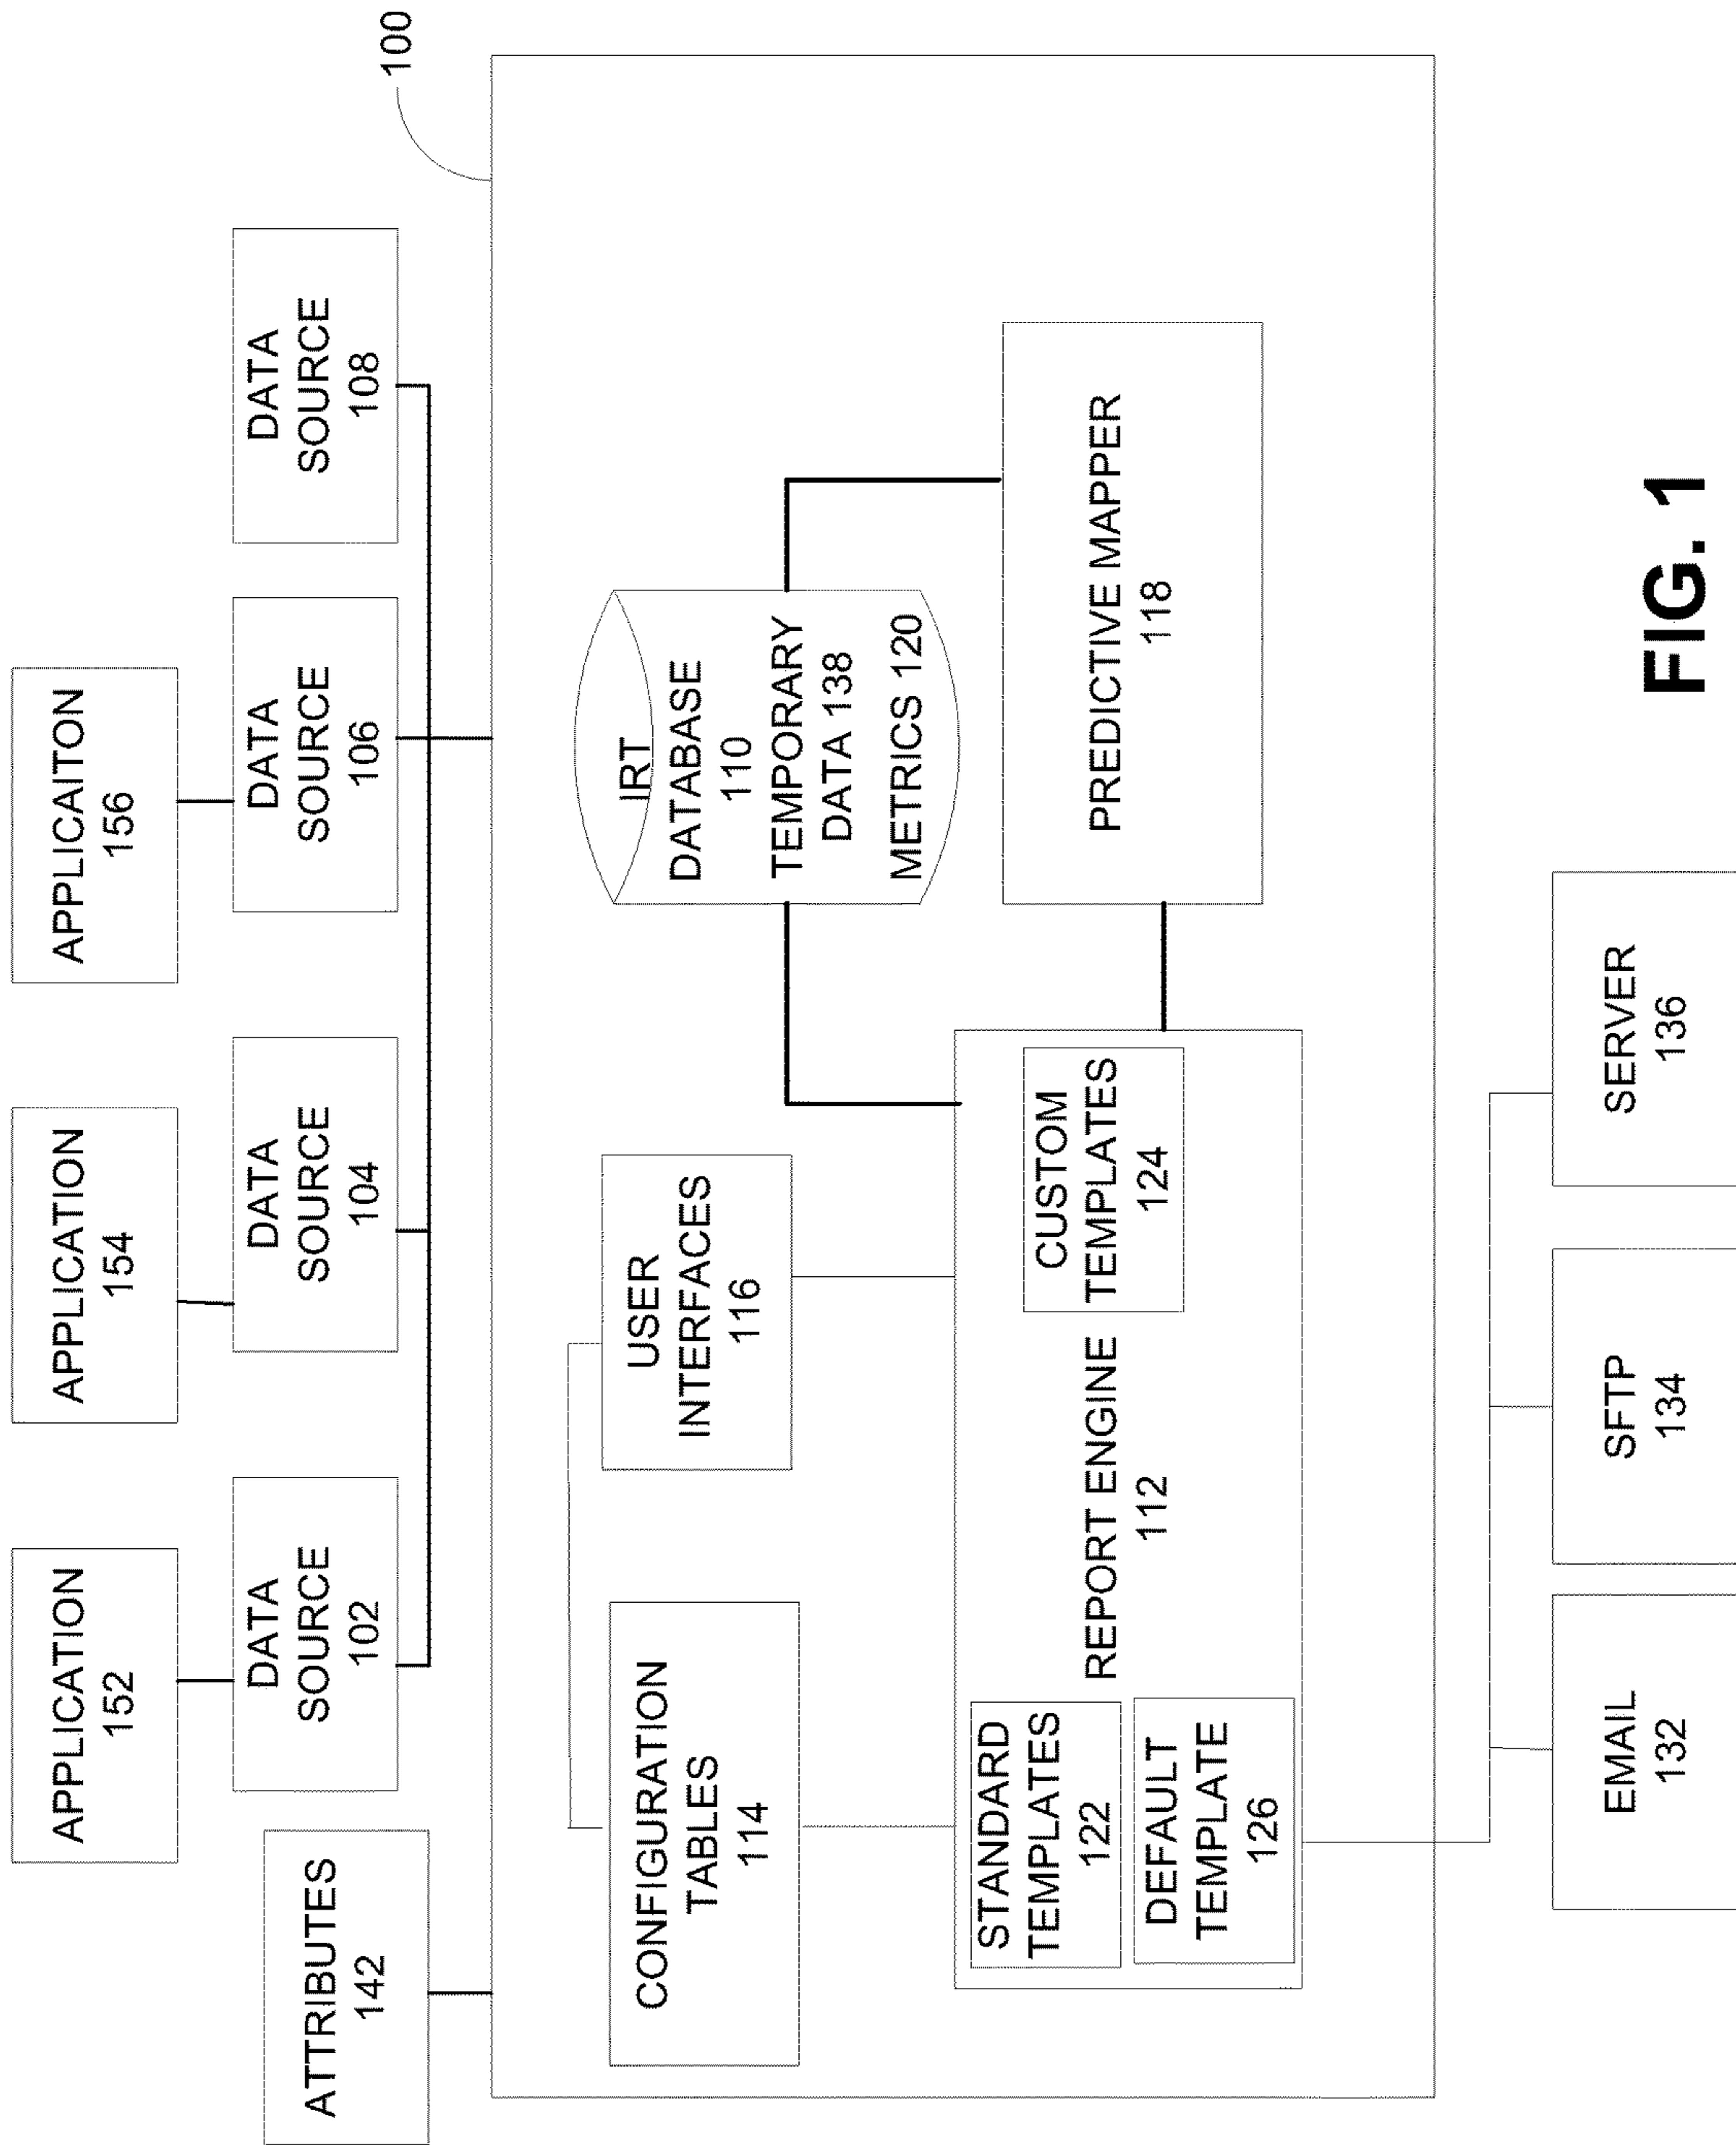 APPLICATION
152
APPLICATION
154
APPLICAITON
156
ATTRIBUTES
142
DATA
SOURCE
102
DATA
SOURCE
104
DATA
SOURCE
106
DATA
SOURCE
108
100
CONFIGURATION
TABLES
114
USER
INTERFACES
116
IRT
DATABASE
110
TEMPORARY
DATA 138
METRICS 120
STANDARD
TEMPLATES
122
DEFAULT
TEMPLATE
126
REPORT ENGINE
112
CUSTOM
TEMPLATES
124
PREDICTIVE MAPPER
118
EMAIL
132
SFTP
134
SERVER
136
FIG. 1